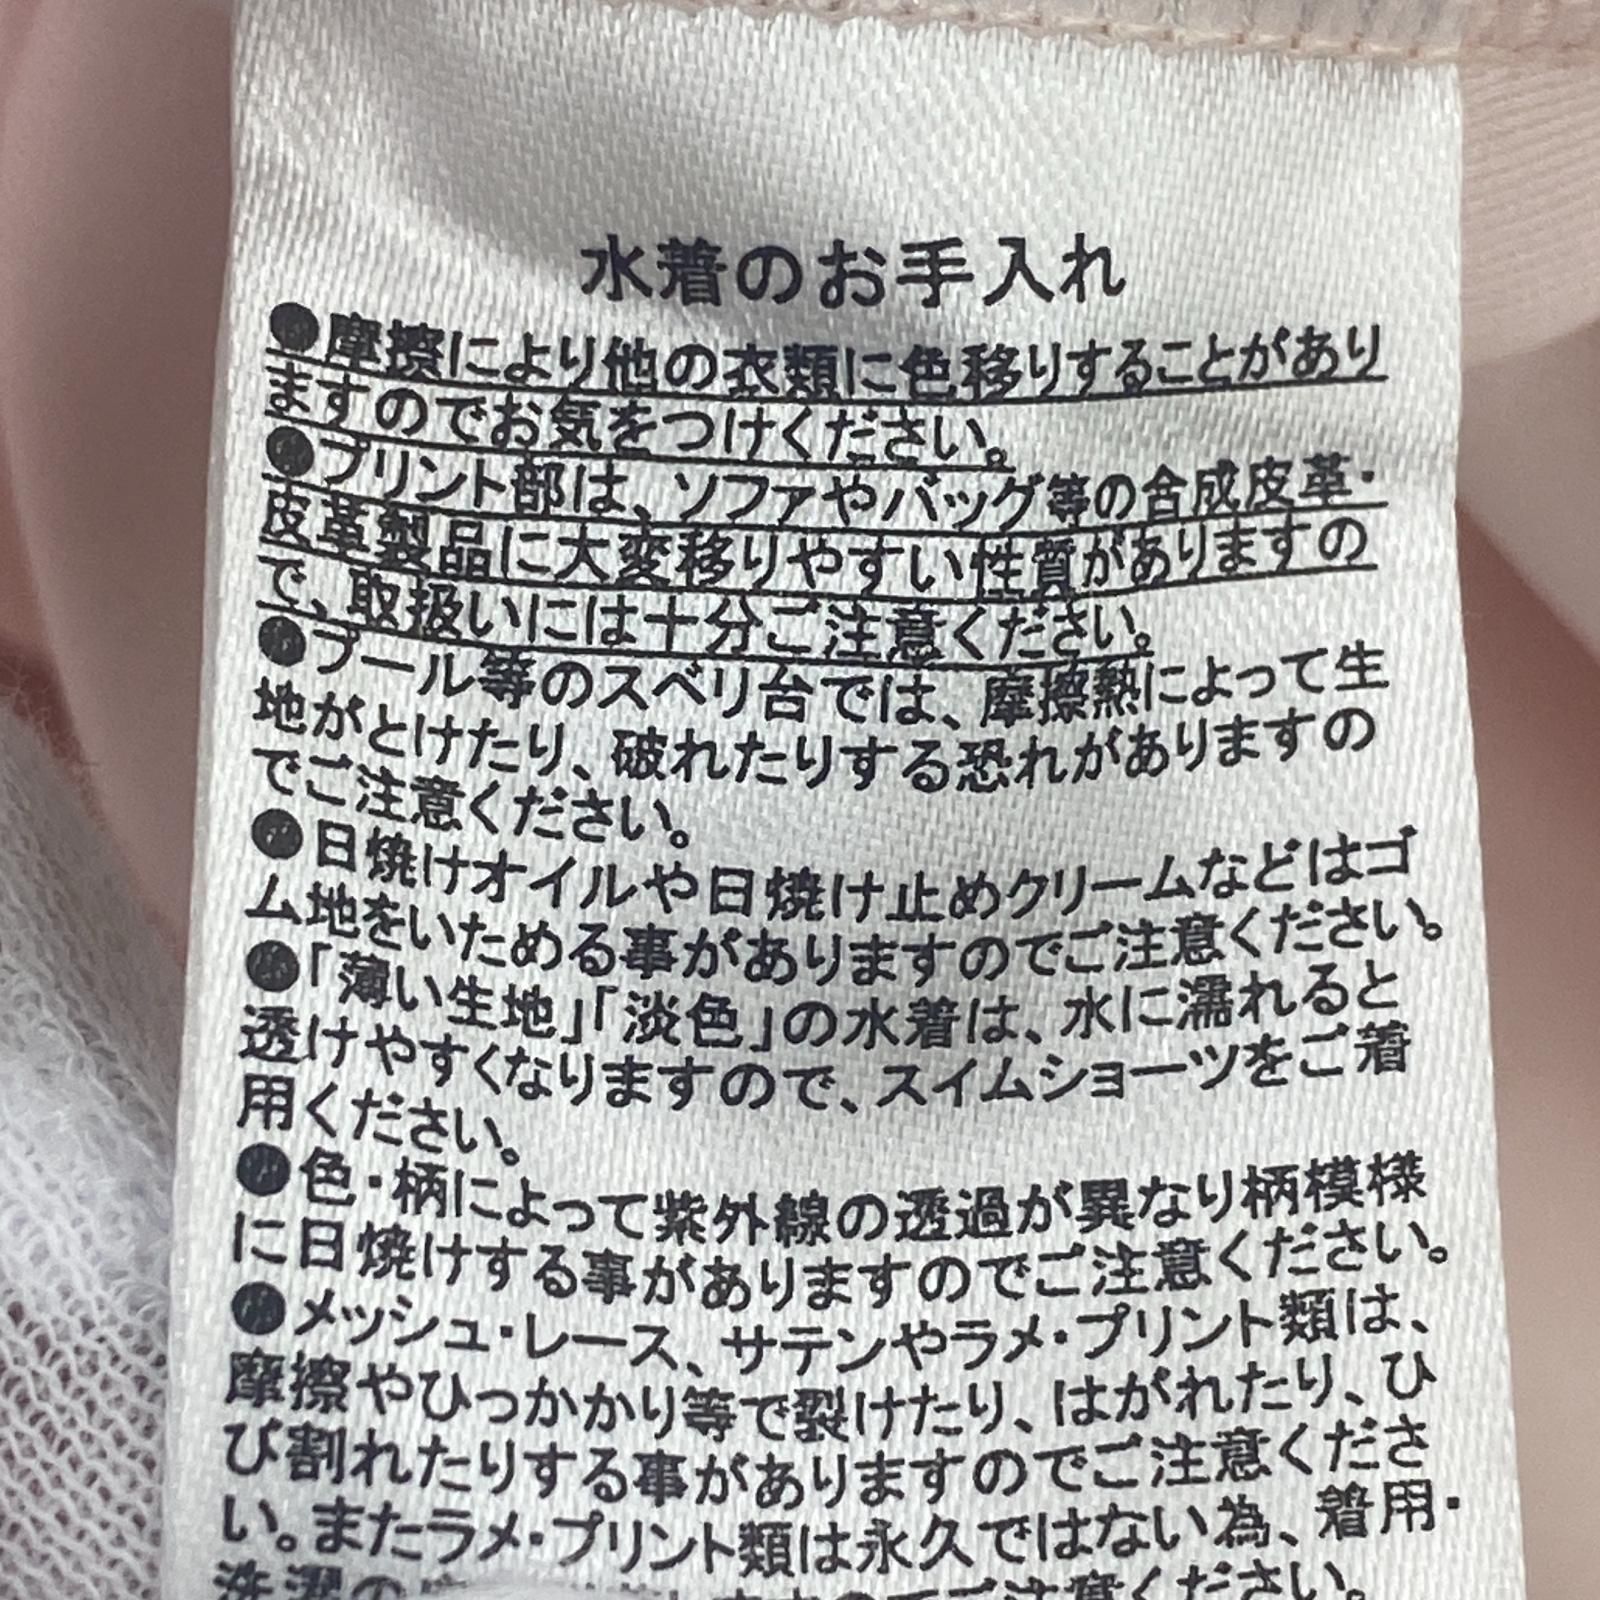 水着のお手入れ
●摩擦により他の衣類に色移りすることがあり
ますのでお気をつけください。
●プリント部は、ソファやバッグ等の合成皮革・
皮革製品に大変移りやすい性質がありますの
で、取扱いには十分ご注意ください。
●プール等のスベリ台では、摩擦熱によって生
地がとけたり、破れたりする恐れがありますの
でご注意ください。
●日焼けオイルや日焼け止めクリームなどはゴ
ム地をいためる事がありますのでご注意ください。
●「薄い生地」「淡色」の水着は、水に濡れると
透けやすくなりますので、スイムショーツをご着
用ください。
●色・柄によって紫外線の透過が異なり柄模様
に日焼けする事がありますのでご注意ください。
●メッシュ・レース、サテンやラメ・プリント類は、
摩擦やひっかかり等で裂けたり、はがれたり、ひ
び割れたりする事がありますのでご注意くださ
い。またラメ・プリント類は永久ではない為、着用・
洗濯の ますのでご注意ください。